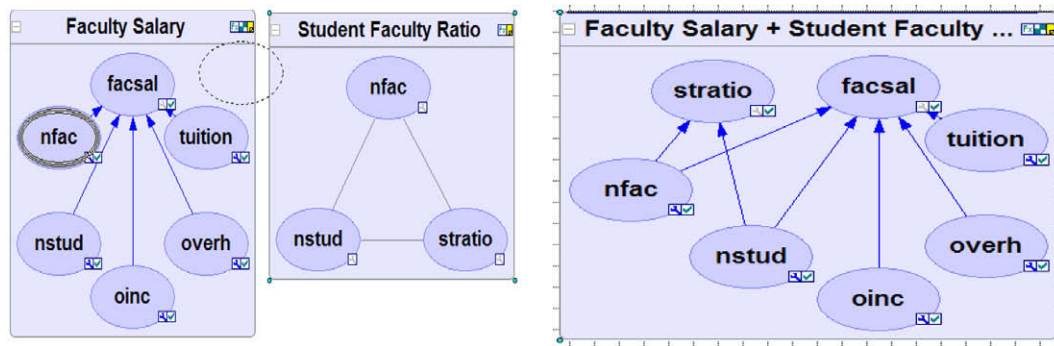 Faculty Salary
facsal
nfac
tuition
nstud
overh
oinc
Student Faculty Ratio
nfac
nstud
stratio
Faculty Salary + Student Faculty ...
stratio
facsal
tuition
nfac
nstud
overh
oinc